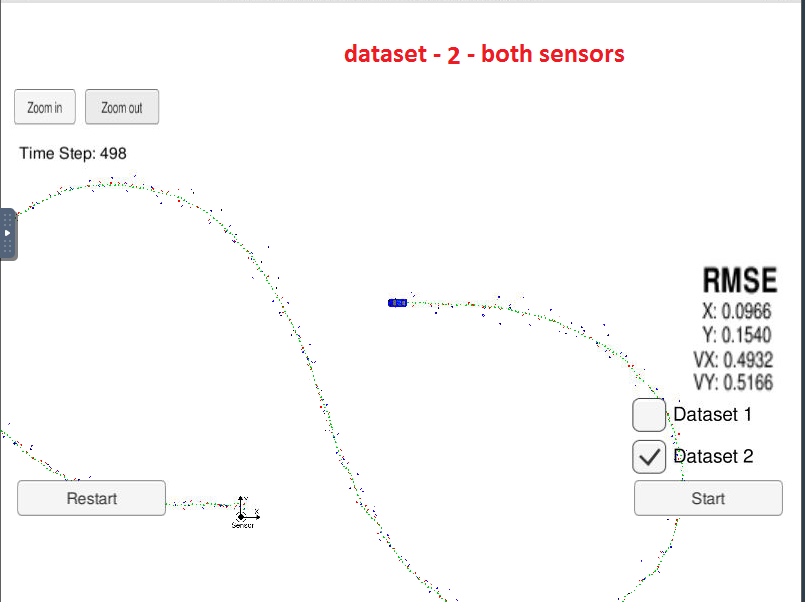 dataset - 2 - both sensors
Zoom in
Zoom out
Time Step: 498
RMSE
X: 0.0966
Y: 0.1540
VX: 0.4932
VY: 0.5166
Dataset 1
Dataset 2
Restart
Start
Y
X
Sensor